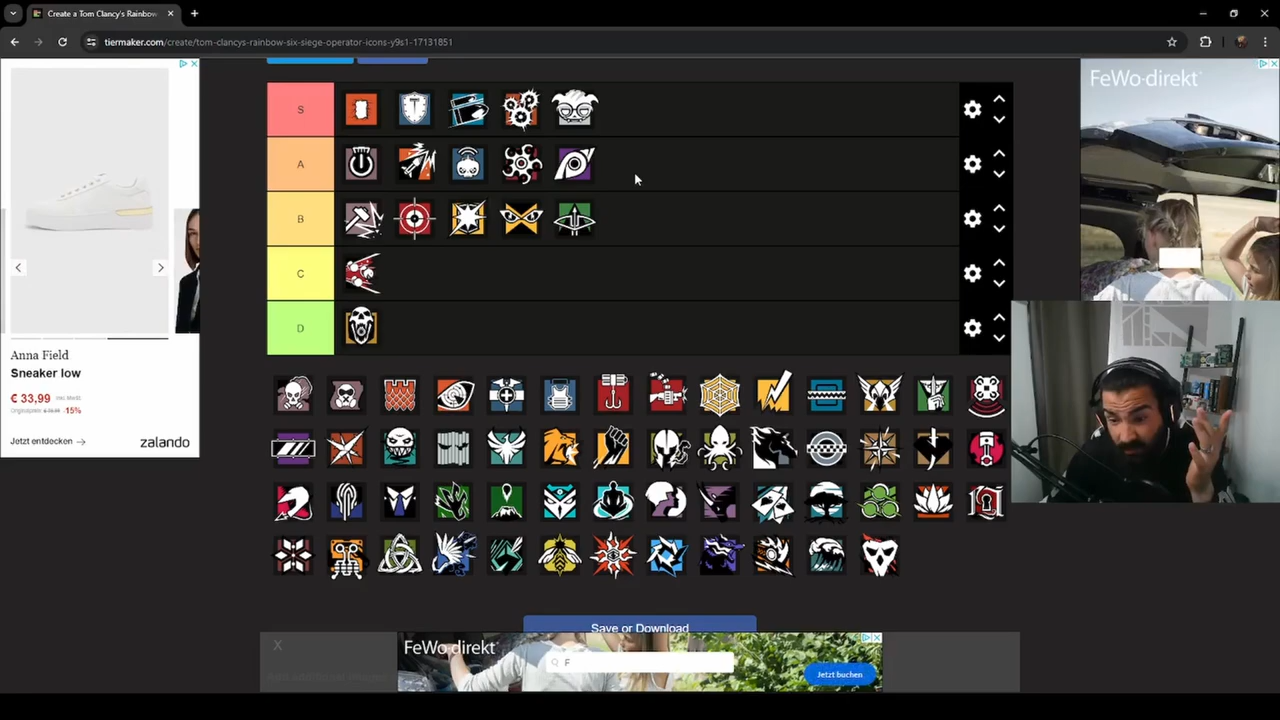 Create a Tom Clancy's Rainbow
tiermaker.com/create/tom-clancys-rainbow-six-siege-operator-icons-y9s1-17131851
S
A
B
C
D
Anna Field
Sneaker low
€ 33,99
-15%
Jetzt entdecken
zalando
FeWo-direkt
Save or Download
X
FeWo-direkt
F
Jetzt buchen